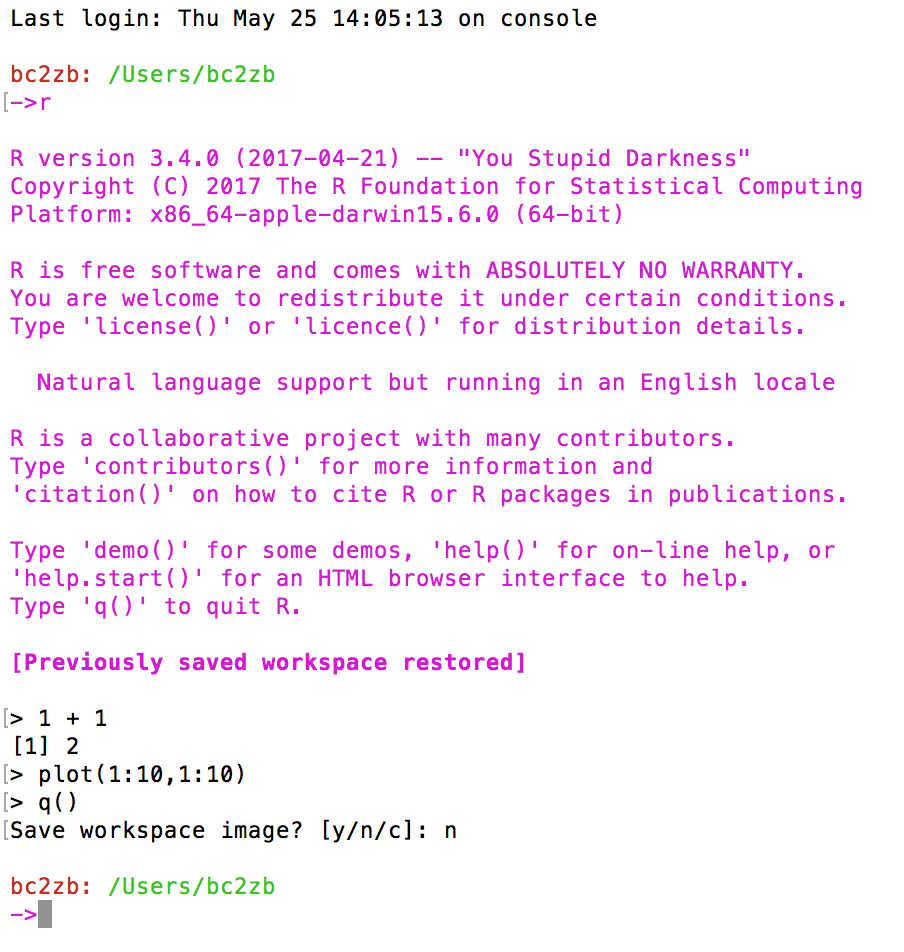 Last login: Thu May 25 14:05:13 on console
bc2zb: /Users/bc2zb
[->r
R version 3.4.0 (2017-04-21) -- "You Stupid Darkness"
Copyright (C) 2017 The R Foundation for Statistical Computing
Platform: x86_64-apple-darwin15.6.0 (64-bit)
R is free software and comes with ABSOLUTELY NO WARRANTY.
You are welcome to redistribute it under certain conditions.
Type 'license()' or 'licence()' for distribution details.
Natural language support but running in an English locale
R is a collaborative project with many contributors.
Type 'contributors()' for more information and
'citation()' on how to cite R or R packages in publications.
Type 'demo()' for some demos, 'help()' for on-line help, or
'help.start()' for an HTML browser interface to help.
Type 'q()' to quit R.
[Previously saved workspace restored]
[> 1 + 1
[1] 2
[> plot(1:10,1:10)
[> q()
[Save workspace image? [y/n/c]: n
bc2zb: /Users/bc2zb
->